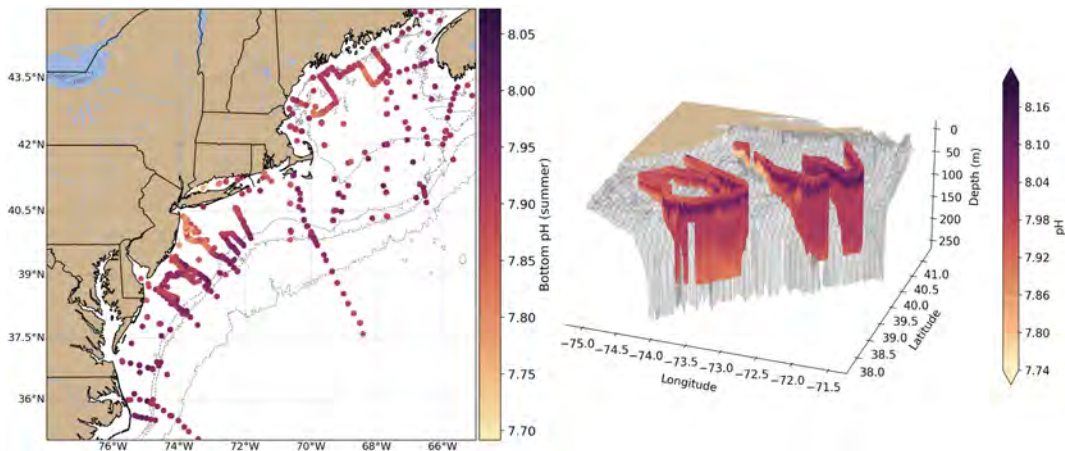 43.5°N
42°N
40.5°N
39°N
37.5°N
36°N
76°W 74°W 72°W 70°W 68°W 66°W
8.05
8.00
7.95
7.90
7.85
7.80
7.75
7.70
Bottom pH (summer)
0
50
100
150
200
250
Depth (m)
41.0
40.5
40.0
39.5
39.0
38.5
38.0
Latitude
−75.0 −74.5 −74.0 −73.5 −73.0 −72.5 −72.0 −71.5
Longitude
8.16
8.10
8.04
7.98
7.92
7.86
7.80
7.74
pH